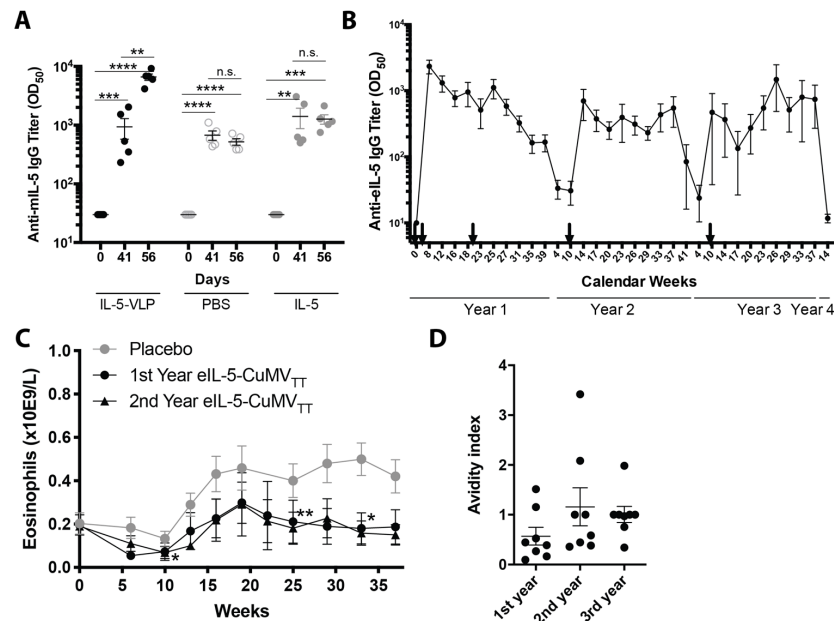 A
Anti-mIL-5 IgG Titer (OD50)
10^4
10^3
10^2
10^1
**
****
***
n.s.
****
****
n.s.
***
**
0 41 56 0 41 56 0 41 56
Days
IL-5-VLP PBS IL-5
B
Anti-eIL-5 IgG Titer (OD50)
10^4
10^3
10^2
10^1
0 8 12 16 18 23 25 27 31 35 39 4 10 14 17 20 24 28 31 33 37 41 4 10 14 17 20 23 26 29 33 37 14
Calendar Weeks
Year 1 Year 2 Year 3 Year 4
C
Eosinophils (x10E9/L)
1.0
0.8
0.6
0.4
0.2
0.0
Placebo
1st Year eIL-5-CuMVTT
2nd Year eIL-5-CuMVTT
*
**
*
0 5 10 15 20 25 30 35
Weeks
D
Avidity index
4
3
2
1
0
1st year
2nd year
3rd year